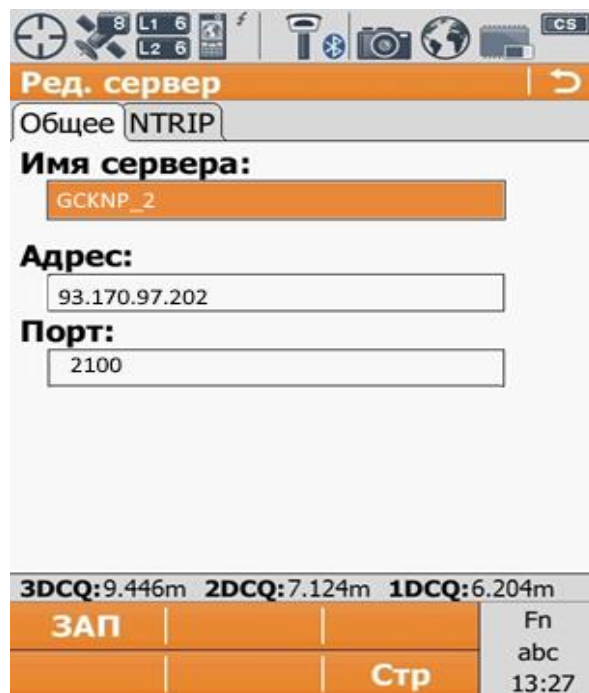 8 L1 6 CS
L2 6
Ред. сервер
Общее NTRIP
Имя сервера:
GCKNP_2
Адрес:
93.170.97.202
Порт:
2100
3DCQ:9.446m 2DCQ:7.124m 1DCQ:6.204m
ЗАП Fn
abc
Стр 13:27